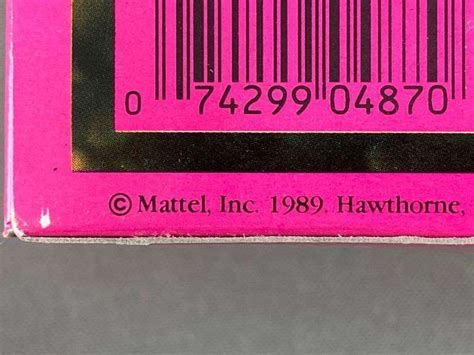 0 74299 04870
© Mattel, Inc. 1989. Hawthorne,